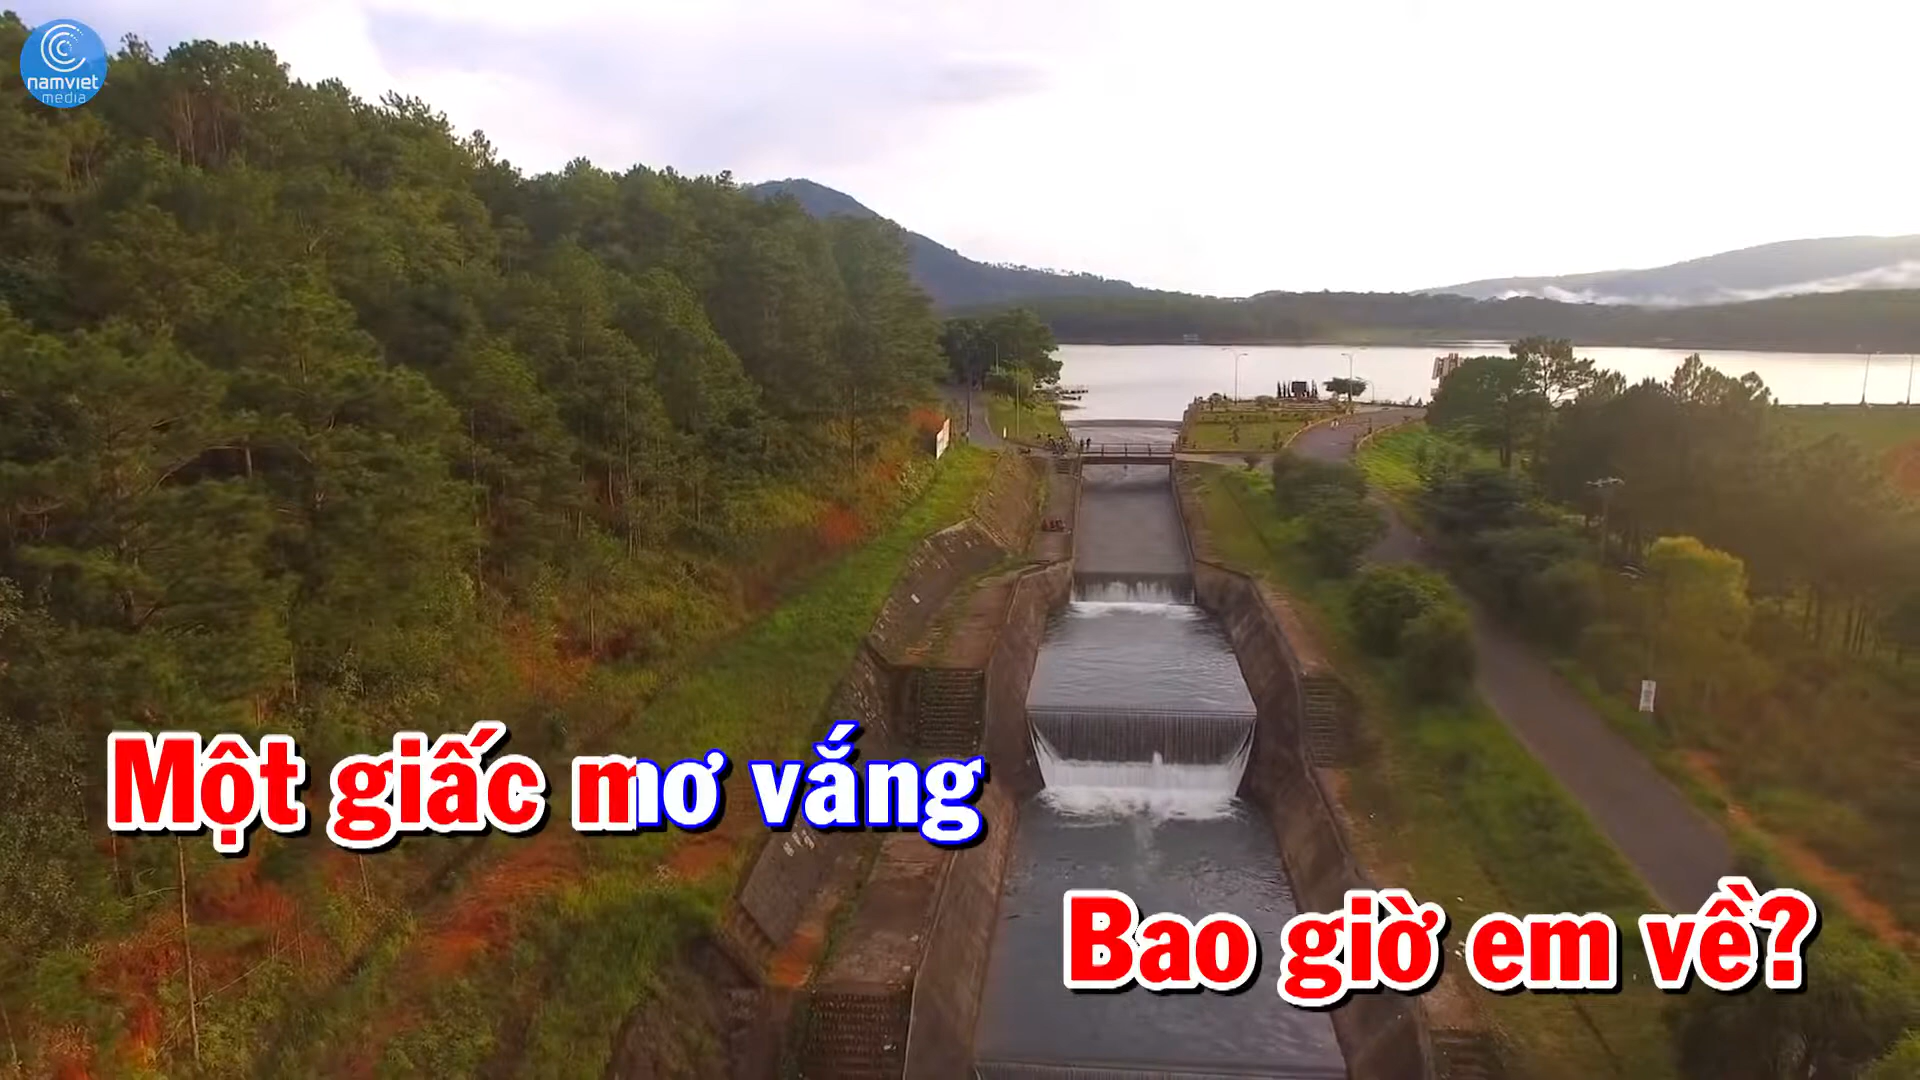 namviet
media
Một giấc mơ vắng
Bao giờ em về?